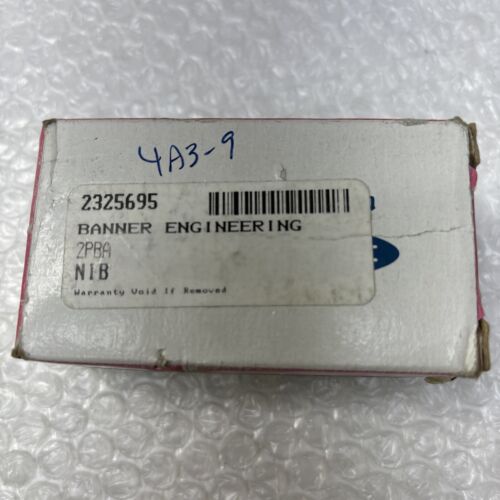 4A3-9
2325695
BANNER ENGINEERING
2PBA
NIB
Warranty Void If Removed